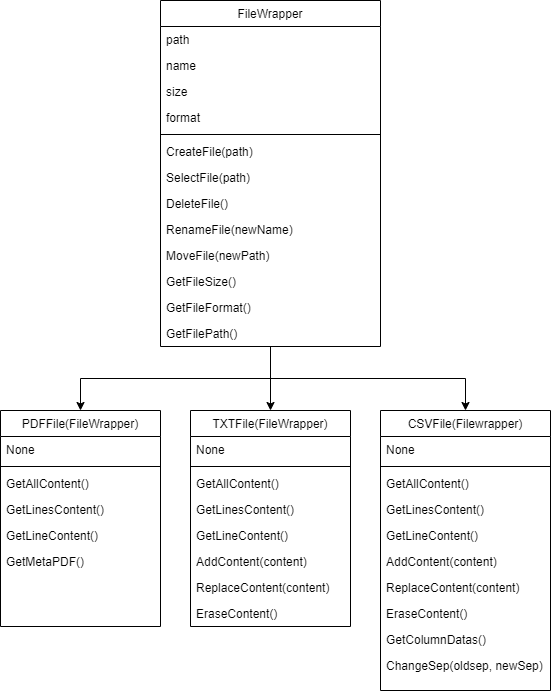 FileWrapper
path
name
size
format
CreateFile(path)
SelectFile(path)
DeleteFile()
RenameFile(newName)
MoveFile(newPath)
GetFileSize()
GetFileFormat()
GetFilePath()
PDFFile(FileWrapper)
None
GetAllContent()
GetLinesContent()
GetLineContent()
GetMetaPDF()
TXTFile(FileWrapper)
None
GetAllContent()
GetLinesContent()
GetLineContent()
AddContent(content)
ReplaceContent(content)
EraseContent()
CSVFile(Filewrapper)
None
GetAllContent()
GetLinesContent()
GetLineContent()
AddContent(content)
ReplaceContent(content)
EraseContent()
GetColumnDatas()
ChangeSep(oldsep, newSep)